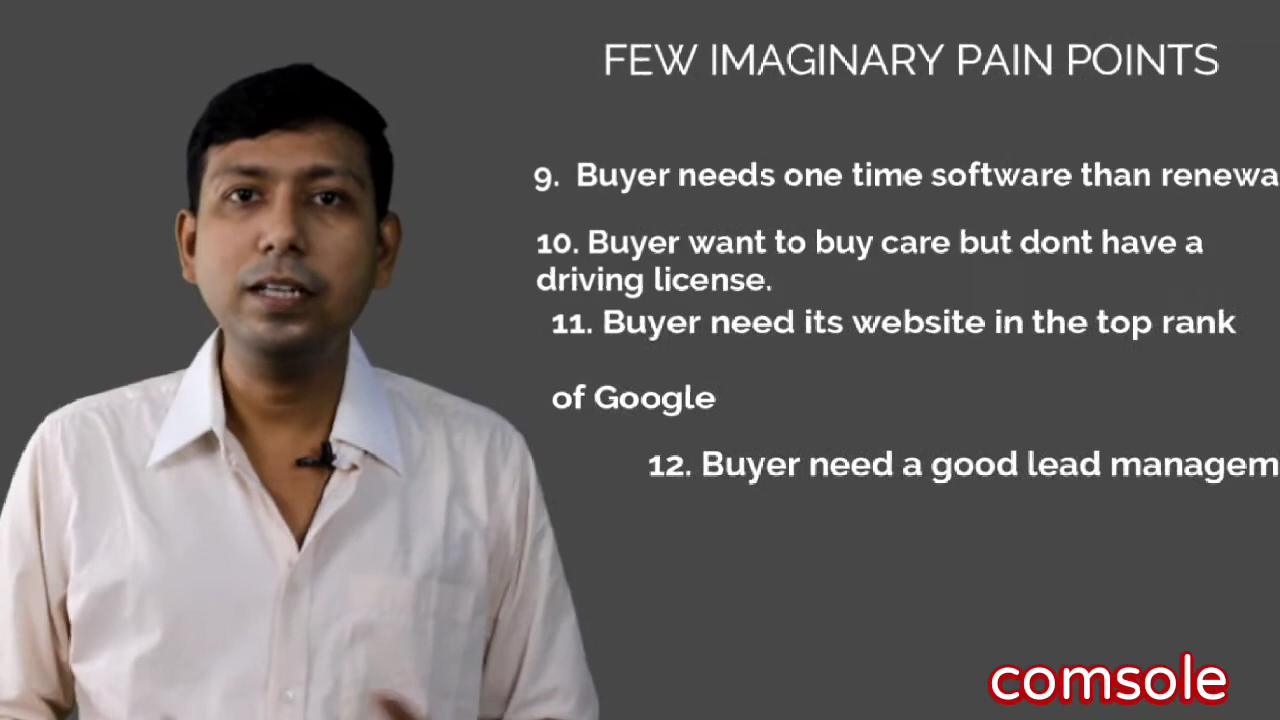 FEW IMAGINARY PAIN POINTS
9. Buyer needs one time software than renewa
10. Buyer want to buy care but dont have a
driving license.
11. Buyer need its website in the top rank
of Google
12. Buyer need a good lead managem
comsole